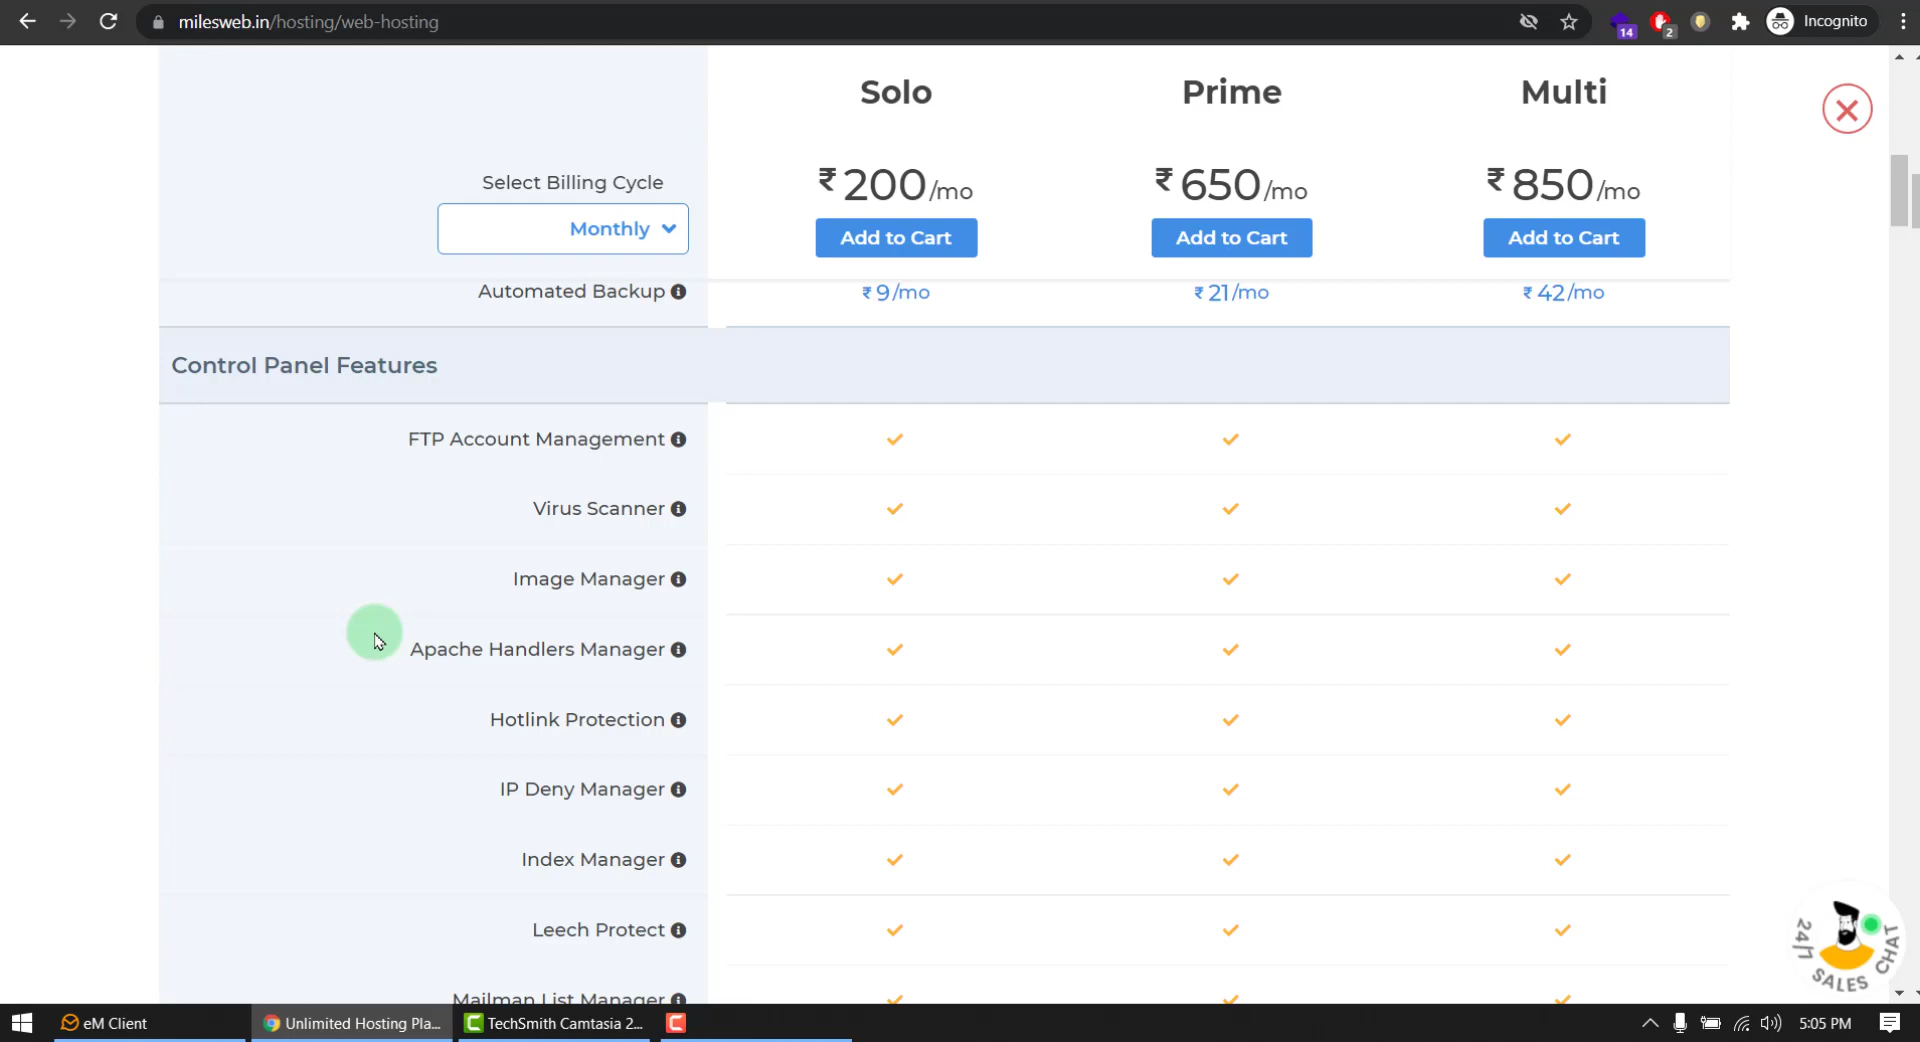 milesweb.in/hosting/web-hosting
14
2
Incognito
Solo
Prime
Multi
Select Billing Cycle
Monthly
₹ 200/mo
₹ 650/mo
₹ 850/mo
Add to Cart
Add to Cart
Add to Cart
Automated Backup
₹ 9/mo
₹ 21/mo
₹ 42/mo
Control Panel Features
FTP Account Management
Virus Scanner
Image Manager
Apache Handlers Manager
Hotlink Protection
IP Deny Manager
Index Manager
Leech Protect
Mailman List Manager
24/7 SALES CHAT
eM Client
Unlimited Hosting Pla...
TechSmith Camtasia 2...
5:05 PM